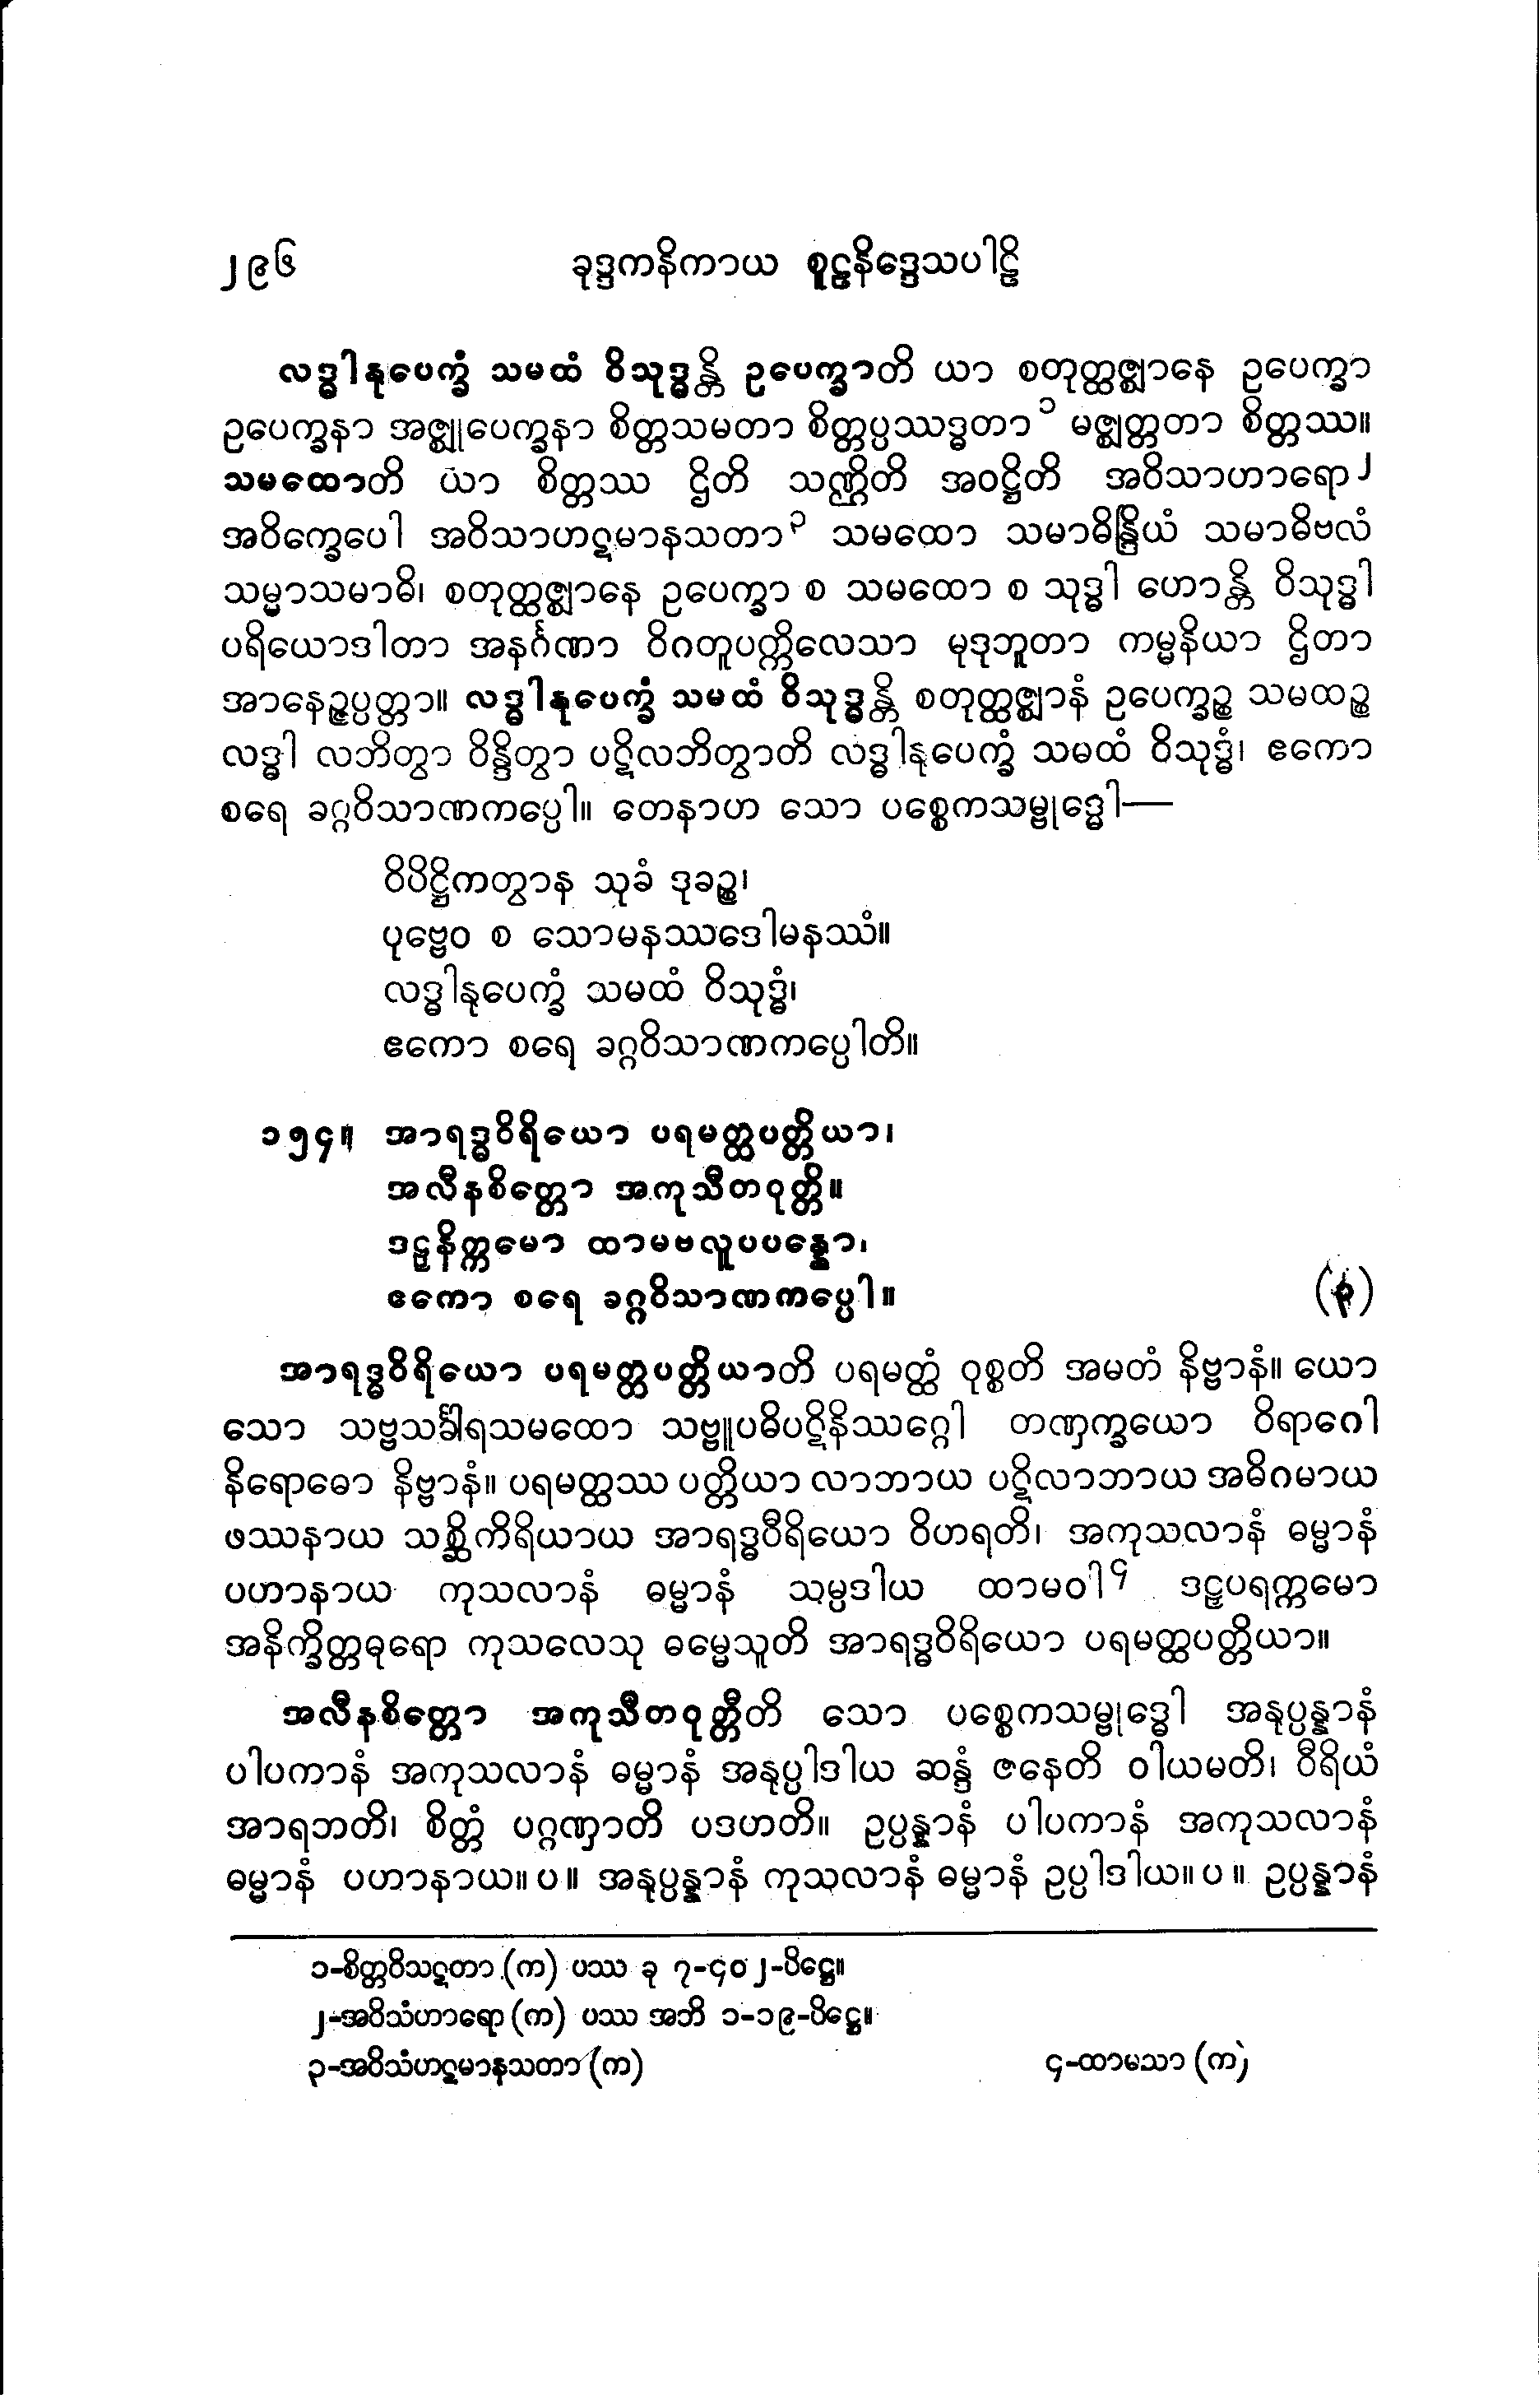 ၂၉၆ ခုဒ္ဒကနိကာယ စူဠနိဒ္ဒေသပါဠိ
လဒ္ဓါနုပေက္ခံ သမထံ ဝိသုဒ္ဓန္တိ ဥပေက္ခာတိ ယာ စတုတ္ထဇ္ဈာနေ ဥပေက္ခာ
ဥပေက္ခနာ အဇ္ဈုပေက္ခနာ စိတ္တသမတာ စိတ္တပ္ပဿဒ္ဓတာ ၁ မဇ္ဈတ္တတာ စိတ္တဿ။
သမထောတိ ယာ စိတ္တဿ ဌိတိ သဏ္ဌိတိ အဝဋ္ဌိတိ အဝိသာဟာရော ၂
အဝိက္ခေပေါ အဝိသာဟဋမာနသတာ ၃ သမထော သမာဓိန္ဒြိယံ သမာဓိဗလံ
သမ္မာသမာဓိ၊ စတုတ္ထဇ္ဈာနေ ဥပေက္ခာ စ သမထော စ သုဒ္ဓါ ဟောန္တိ ဝိသုဒ္ဓါ
ပရိယောဒါတာ အနင်္ဂဏာ ဝိဂတူပက္ကိလေသာ မုဒုဘူတာ ကမ္မနိယာ ဌိတာ
အာနေဉ္ဇပ္ပတ္တာ။ လဒ္ဓါနုပေက္ခံ သမထံ ဝိသုဒ္ဓန္တိ စတုတ္ထဇ္ဈာနံ ဥပေက္ခဉ္စ သမထဉ္စ
လဒ္ဓါ လဘိတွာ ဝိန္ဒိတွာ ပဋိလဘိတွာတိ လဒ္ဓါနုပေက္ခံ သမထံ ဝိသုဒ္ဓံ၊ ဧကော
စရေ ခဂ္ဂဝိသာဏကပ္ပေါ။ တေနာဟ သော ပစ္စေကသမ္ဗုဒ္ဓေါ—
ဝိပိဋ္ဌိကတွာန သုခံ ဒုခဉ္စ၊
ပုဗ္ဗေဝ စ သောမနဿဒေါမနဿံ။
လဒ္ဓါနုပေက္ခံ သမထံ ဝိသုဒ္ဓံ၊
ဧကော စရေ ခဂ္ဂဝိသာဏကပ္ပေါတိ။
၁၅၄။ အာရဒ္ဓဝိရိယော ပရမတ္ထပတ္တိယာ၊
အလီနစိတ္တော အကုသီတဝုတ္တိ။
ဒဠှနိက္ကမော ထာမဗလူပပန္နော၊
ဧကော စရေ ခဂ္ဂဝိသာဏကပ္ပေါ။
အာရဒ္ဓဝိရိယော ပရမတ္ထပတ္တိယာတိ ပရမတ္ထံ ဝုစ္စတိ အမတံ နိဗ္ဗာနံ။ ယော
သော သဗ္ဗသင်္ခါရသမထော သဗ္ဗူပဓိပဋိနိဿဂ္ဂေါ တဏှက္ခယော ဝိရာဂေါ
နိရောဓော နိဗ္ဗာနံ။ ပရမတ္ထဿ ပတ္တိယာ လာဘာယ ပဋိလာဘာယ အဓိဂမာယ
ဖဿနာယ သစ္ဆိကိရိယာယ အာရဒ္ဓဝီရိယော ဝိဟရတိ၊ အကုသလာနံ ဓမ္မာနံ
ပဟာနာယ ကုသလာနံ ဓမ္မာနံ သမ္ပဒါယ ထာမဝါ ၄ ဒဠှပရက္ကမော
အနိက္ခိတ္တဓုရော ကုသလေသု ဓမ္မေသူတိ အာရဒ္ဓဝိရိယော ပရမတ္ထပတ္တိယာ။
အလီနစိတ္တော အကုသီတဝုတ္တီတိ သော ပစ္စေကသမ္ဗုဒ္ဓေါ အနုပ္ပန္နာနံ
ပါပကာနံ အကုသလာနံ ဓမ္မာနံ အနုပ္ပါဒါယ ဆန္ဒံ ဇနေတိ ဝါယမတိ၊ ဝီရိယံ
အာရဘတိ၊ စိတ္တံ ပဂ္ဂဏှာတိ ပဒဟတိ။ ဥပ္ပန္နာနံ ပါပကာနံ အကုသလာနံ
ဓမ္မာနံ ပဟာနာယ။ ပ ။ အနုပ္ပန္နာနံ ကုသလာနံ ဓမ္မာနံ ဥပ္ပါဒါယ။ ပ ။ ဥပ္ပန္နာနံ
၁-စိတ္တဝိသဋတာ (က) ပဿ ခု ၇-၄၀၂-ပိဋ္ဌေ။
၂-အဝိသံဟာရော (က) ပဿ အဘိ ၁-၁၉-ပိဋ္ဌေ။
၃-အဝိသံဟဋမာနသတာ (က) ၄-ထာမသာ (က)